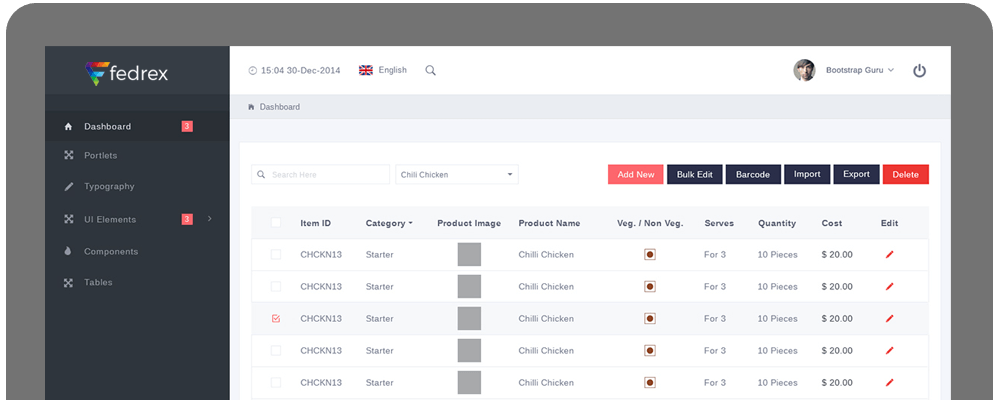 fedrex
15:04 30-Dec-2014 English Bootstrap Guru
Dashboard
Dashboard 3
Portlets
Typography
UI Elements 3
Components
Tables
Search Here Chili Chicken Add New Bulk Edit Barcode Import Export Delete
Item ID Category Product Image Product Name Veg. / Non Veg. Serves Quantity Cost Edit
CHCKN13 Starter Chilli Chicken For 3 10 Pieces $ 20.00
CHCKN13 Starter Chilli Chicken For 3 10 Pieces $ 20.00
CHCKN13 Starter Chilli Chicken For 3 10 Pieces $ 20.00
CHCKN13 Starter Chilli Chicken For 3 10 Pieces $ 20.00
CHCKN13 Starter Chilli Chicken For 3 10 Pieces $ 20.00